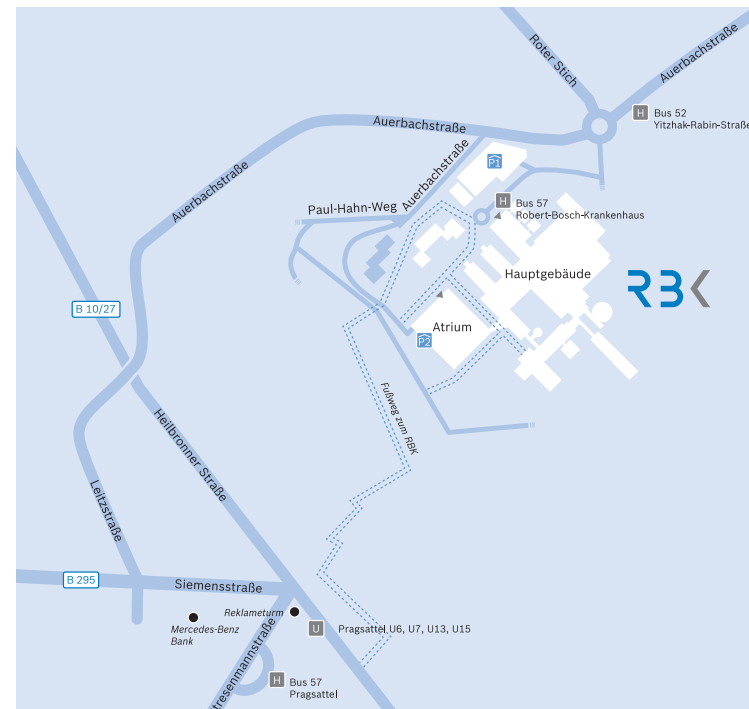 Roter Stich
Auerbachstraße
H Bus 52
Yitzhak-Rabin-Straße
Auerbachstraße
Auerbachstraße
P1
Auerbachstraße
Paul-Hahn-Weg
H Bus 57
Robert-Bosch-Krankenhaus
Hauptgebäude
RBK
B 10/27
Atrium
P2
Fußweg zum RBK
Heilbronner Straße
Leitzstraße
B 295
Siemensstraße
Reklameturm
Mercedes-Benz
Bank
U Pragsattel U6, U7, U13, U15
H Bus 57
Pragsattel
tresenmannstraße